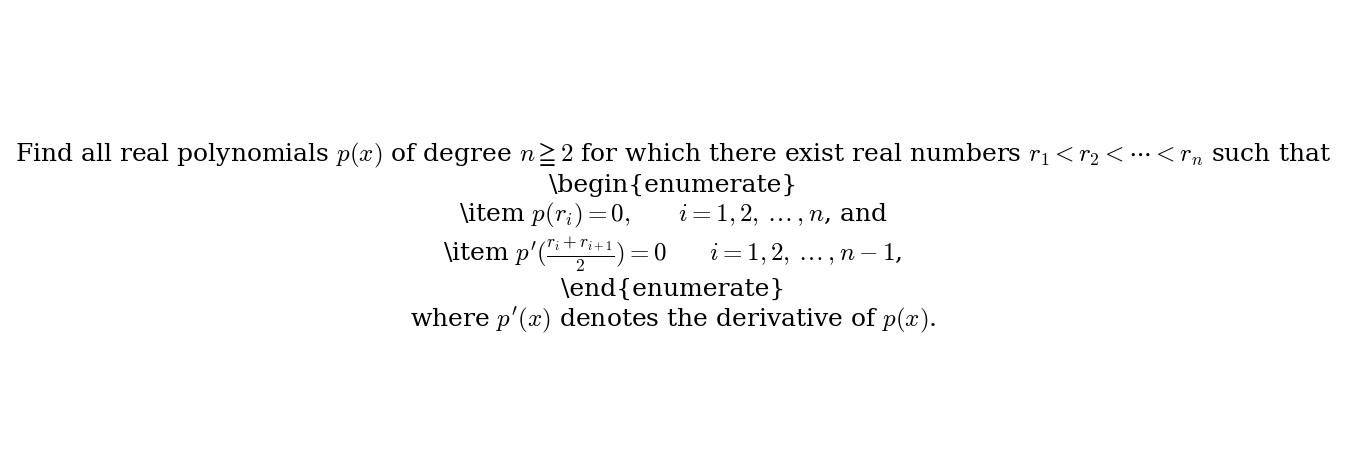 Find all real polynomials $p(x)$ of degree $n \geqq 2$ for which there exist real numbers $r_1 < r_2 < \cdots < r_n$ such that
\begin{enumerate}
\item $p(r_i) = 0, \qquad i = 1, 2, \ldots, n$, and
\item $p'(\frac{r_i + r_{i+1}}{2}) = 0 \qquad i = 1, 2, \ldots, n-1$,
\end{enumerate}
where $p'(x)$ denotes the derivative of $p(x)$.